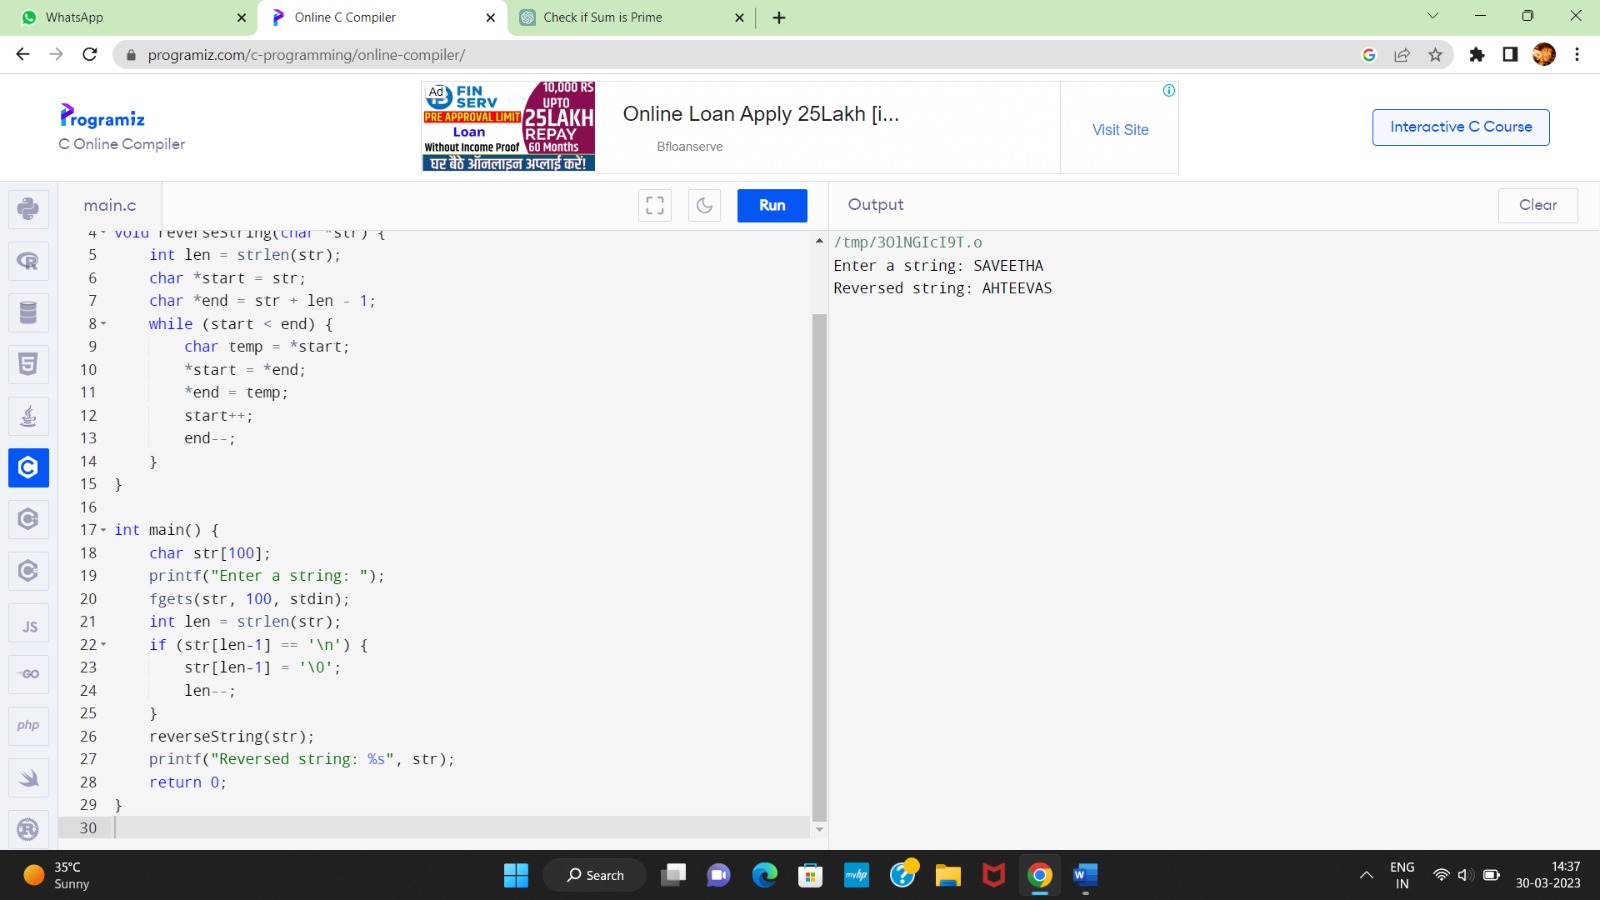 WhatsApp
Online C Compiler
Check if Sum is Prime
programiz.com/c-programming/online-compiler/
Programiz
C Online Compiler
Ad
FIN
SERV
PRE APPROVAL LIMIT
Loan
Without Income Proof
10,000 RS
UPTO
25LAKH
REPAY
60 Months
घर बैठे ऑनलाइन अप्लाई करें!
Online Loan Apply 25Lakh [i...
Bfloanserve
Visit Site
Interactive C Course
main.c
Run
Output
Clear
4 void reverseString(char *str) {
5 int len = strlen(str);
6 char *start = str;
7 char *end = str + len - 1;
8 while (start < end) {
9 char temp = *start;
10 *start = *end;
11 *end = temp;
12 start++;
13 end--;
14 }
15 }
16
17 int main() {
18 char str[100];
19 printf("Enter a string: ");
20 fgets(str, 100, stdin);
21 int len = strlen(str);
22 if (str[len-1] == '\n') {
23 str[len-1] = '\0';
24 len--;
25 }
26 reverseString(str);
27 printf("Reversed string: %s", str);
28 return 0;
29 }
30
/tmp/3OlNGIcI9T.o
Enter a string: SAVEETHA
Reversed string: AHTEEVAS
JS
GO
php
35°C
Sunny
Search
myhp
ENG
IN
14:37
30-03-2023